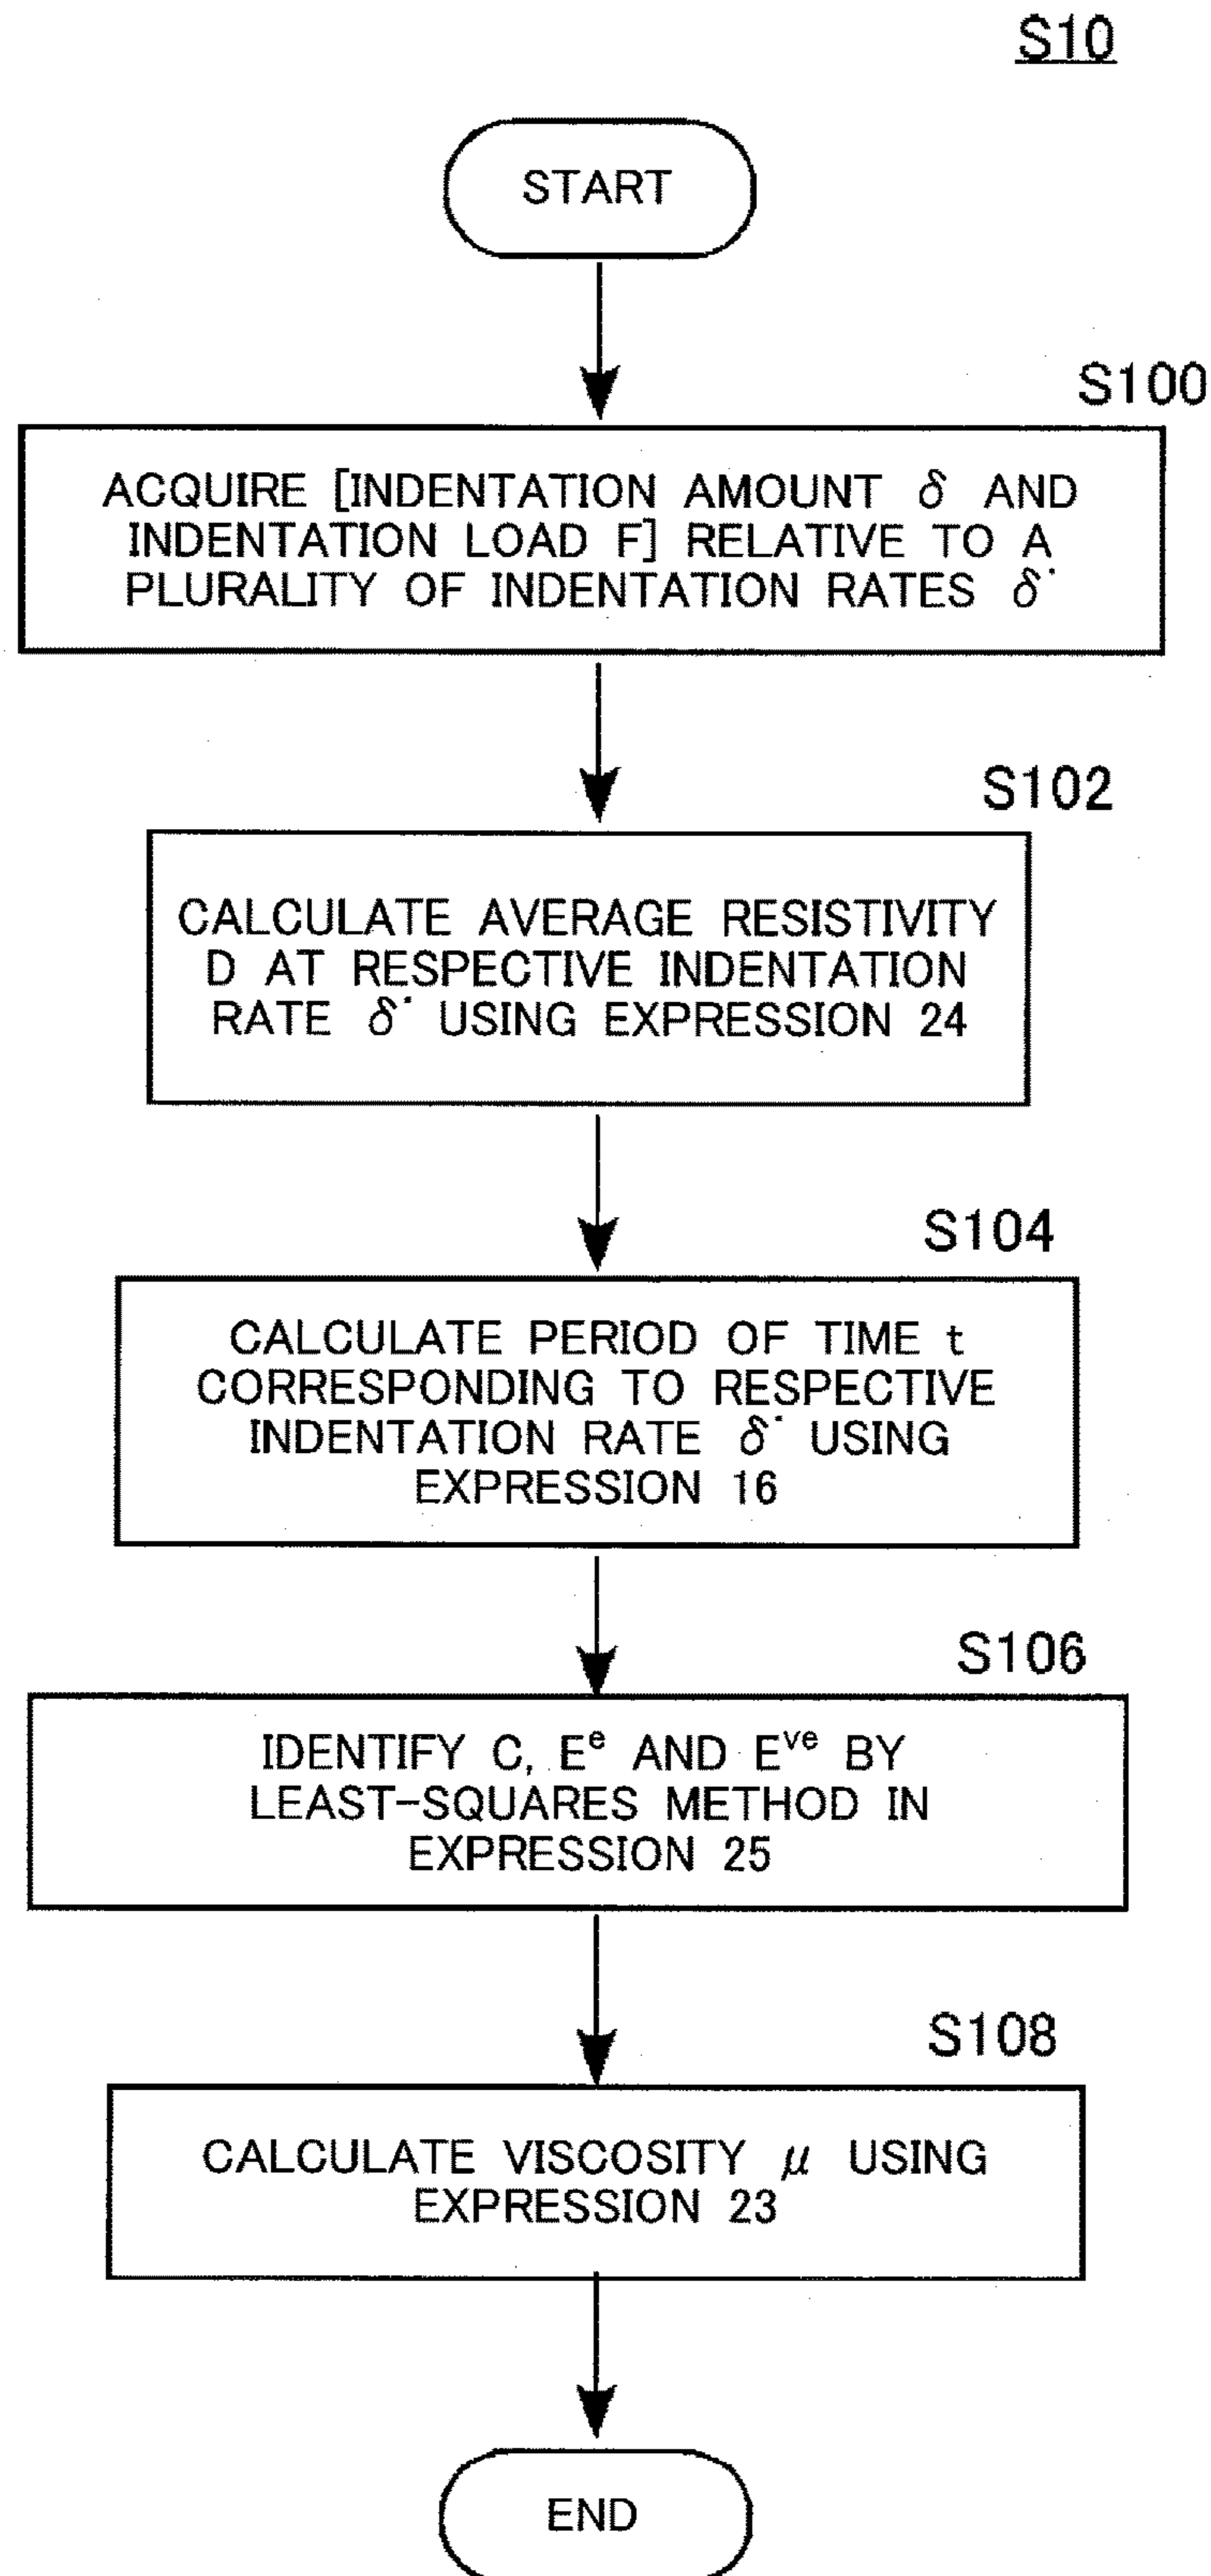 S10
START
S100
ACQUIRE [INDENTATION AMOUNT δ AND
INDENTATION LOAD F] RELATIVE TO A
PLURALITY OF INDENTATION RATES δ˙
S102
CALCULATE AVERAGE RESISTIVITY
D AT RESPECTIVE INDENTATION
RATE δ˙ USING EXPRESSION 24
S104
CALCULATE PERIOD OF TIME t
CORRESPONDING TO RESPECTIVE
INDENTATION RATE δ˙ USING
EXPRESSION 16
S106
IDENTIFY C, Eᵉ AND Eᵛᵉ BY
LEAST-SQUARES METHOD IN
EXPRESSION 25
S108
CALCULATE VISCOSITY μ USING
EXPRESSION 23
END